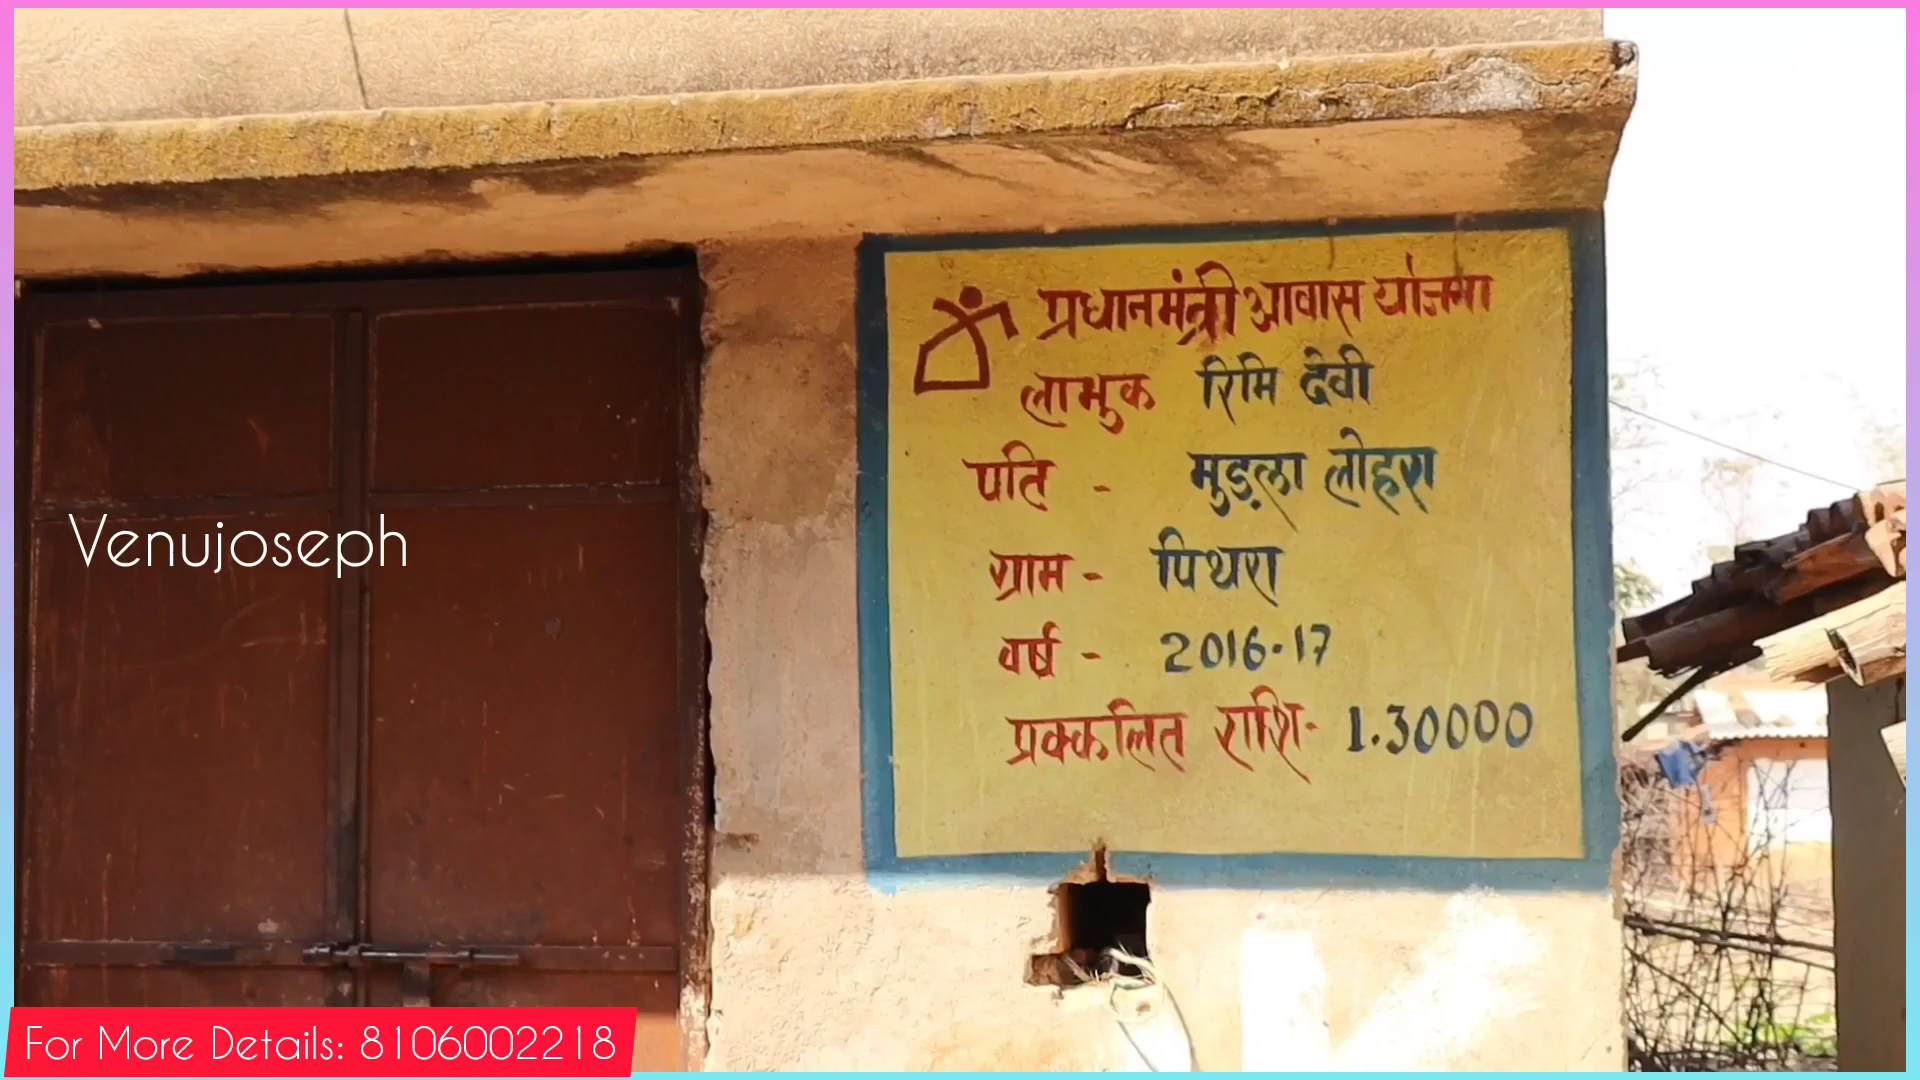 प्रधानमंत्री आवास योजना
लाभुक रिमि देवी
पति - मुड़ला लोहरा
ग्राम - पिथरा
वर्ष - 2016-17
प्रक्कलित राशि- 1.30000
Venujoseph
For More Details: 8106002218